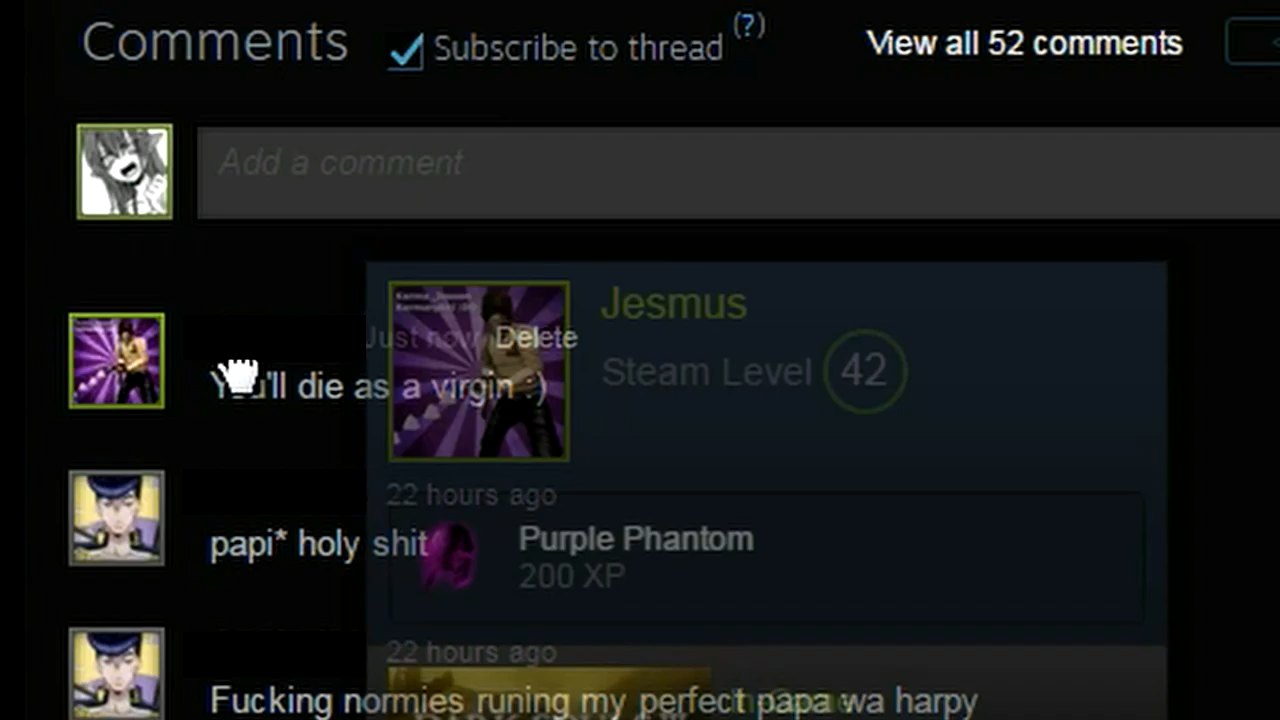 Comments
Subscribe to thread (?)
View all 52 comments
Add a comment
Jesmus
Just now Delete
Steam Level 42
You'll die as a virgin :)
22 hours ago
papi* holy shit
Purple Phantom
200 XP
22 hours ago
Fucking normies runing my perfect papa wa harpy